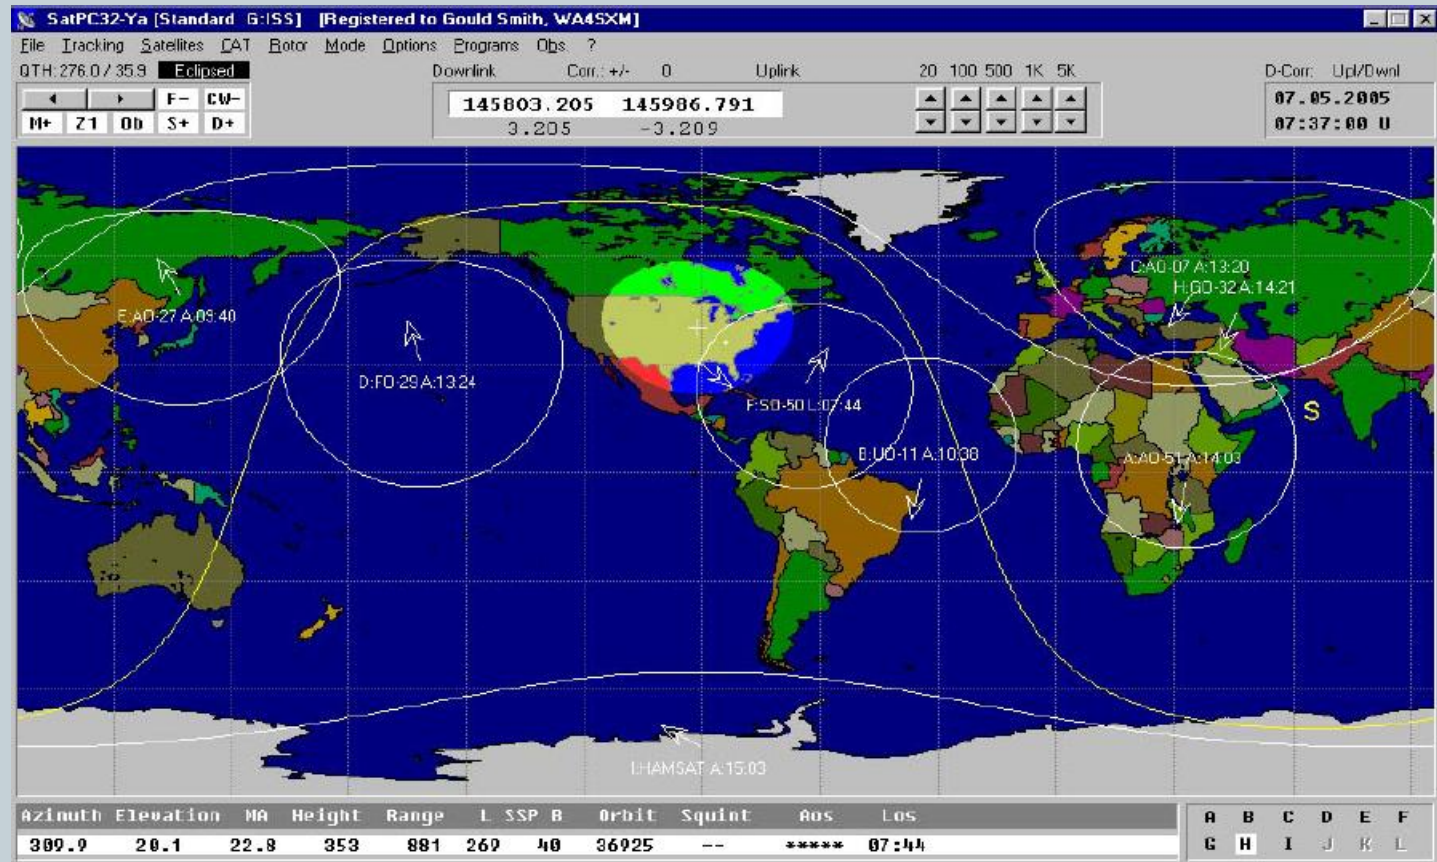 SatPC32-Ya [Standard G:ISS] [Registered to Gould Smith, WA4SXM]
File Tracking Satellites CAT Rotor Mode Options Programs Obs. ?
QTH: 276.0 / 35.9 Eclipsed Downlink Corr.: +/- 0 Uplink 20 100 500 1K 5K D-Corr: Upl/Dwnl
F- CW- 145803.205 145986.791 07.05.2005
M+ Z1 Ob S+ D+ 3.205 -3.209 07:37:00 U
C:AO-07 A:13:20
H:GO-32 A:14:21
E:AO-27 A:09:40
D:FO-29 A:13:24
F:SO-50 L:07:44
S
B:UO-11 A:10:38
A:AO-51 A:14:03
I:HAMSAT A:15:03
Azimuth Elevation MA Height Range L SSP B Orbit Squint Aos Los A B C D E F
309.9 20.1 22.8 353 881 269 40 36925 -- ***** 07:44 G H I J K L